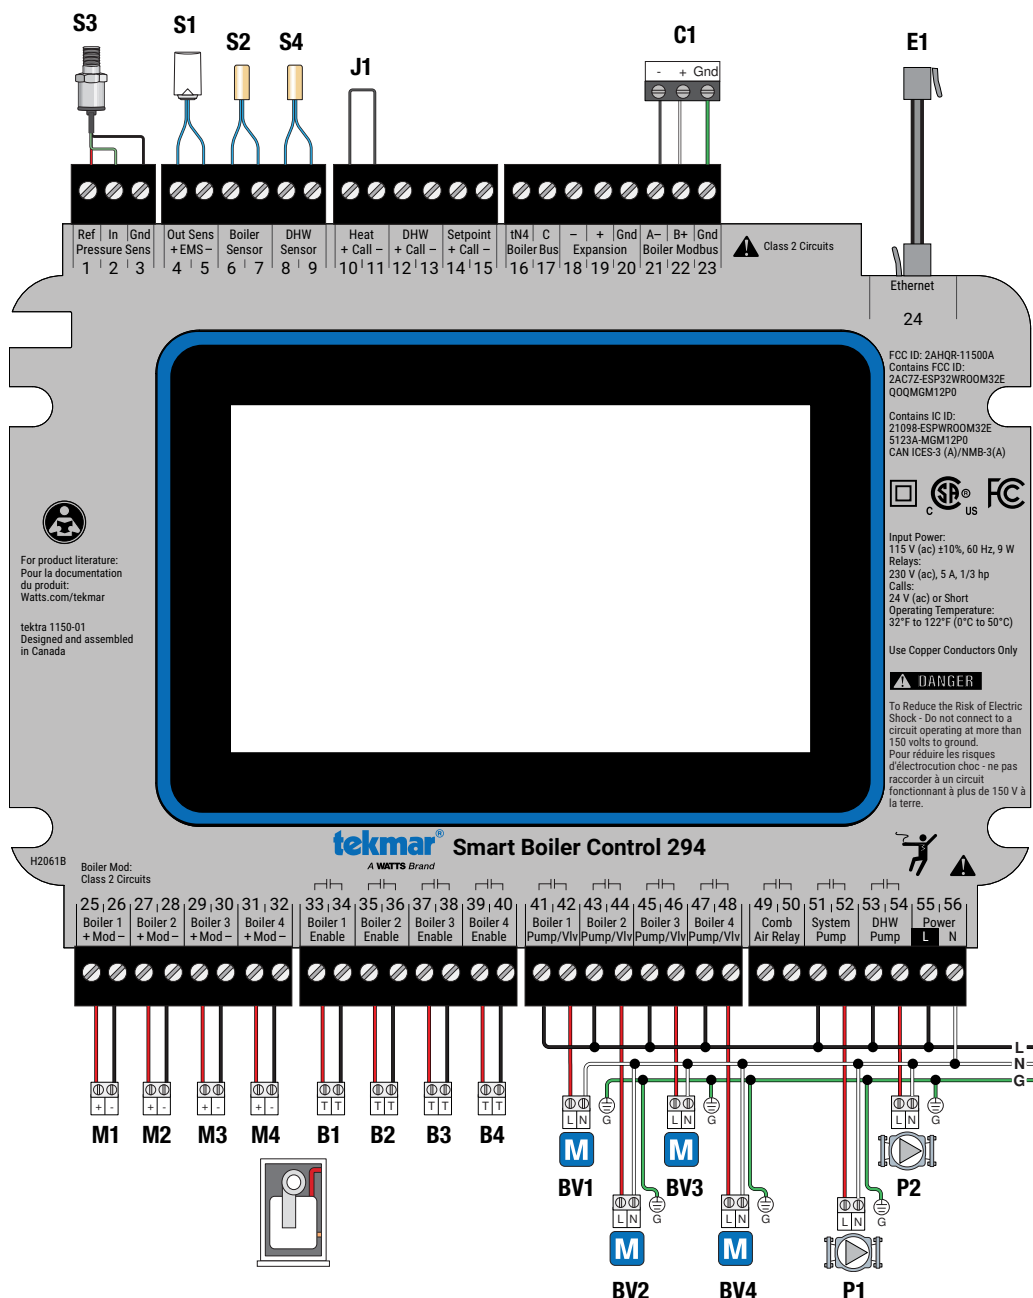 S3
S1
S2
S4
J1
C1
E1
- + Gnd
Ref In Gnd
Pressure Sens
1 2 3
Out Sens
+ EMS –
4 5
Boiler
Sensor
6 7
DHW
Sensor
8 9
Heat
+ Call –
10 11
DHW
+ Call –
12 13
Setpoint
+ Call –
14 15
tN4 C
Boiler Bus
16 17
– + Gnd
Expansion
18 19 20
A– B+ Gnd
Boiler Modbus
21 22 23
Class 2 Circuits
Ethernet
24
FCC ID: 2AHQR-11500A
Contains FCC ID:
2AC7Z-ESP32WROOM32E
QOQMGM12P0
Contains IC ID:
21098-ESPWROOM32E
5123A-MGM12P0
CAN ICES-3 (A)/NMB-3(A)
C SA ® US FC
Input Power:
115 V (ac) ±10%, 60 Hz, 9 W
Relays:
230 V (ac), 5 A, 1/3 hp
Calls:
24 V (ac) or Short
Operating Temperature:
32°F to 122°F (0°C to 50°C)
Use Copper Conductors Only
DANGER
To Reduce the Risk of Electric
Shock - Do not connect to a
circuit operating at more than
150 volts to ground.
Pour réduire les risques
d'électrocution choc - ne pas
raccorder à un circuit
fonctionnant à plus de 150 V à
la terre.
For product literature:
Pour la documentation
du produit:
Watts.com/tekmar
tektra 1150-01
Designed and assembled
in Canada
tekmar® Smart Boiler Control 294
A WATTS Brand
H2061B
Boiler Mod:
Class 2 Circuits
25 26
Boiler 1
+ Mod –
27 28
Boiler 2
+ Mod –
29 30
Boiler 3
+ Mod –
31 32
Boiler 4
+ Mod –
33 34
Boiler 1
Enable
35 36
Boiler 2
Enable
37 38
Boiler 3
Enable
39 40
Boiler 4
Enable
41 42
Boiler 1
Pump/Vlv
43 44
Boiler 2
Pump/Vlv
45 46
Boiler 3
Pump/Vlv
47 48
Boiler 4
Pump/Vlv
49 50
Comb
Air Relay
51 52
System
Pump
53 54
DHW
Pump
55 56
Power
L N
L
N
G
+ -
M1
+ -
M2
+ -
M3
+ -
M4
T T
B1
T T
B2
T T
B3
T T
B4
L N G
M
BV1
L N G
M
BV3
L N G
P2
L N G
M
BV2
L N G
M
BV4
L N G
P1